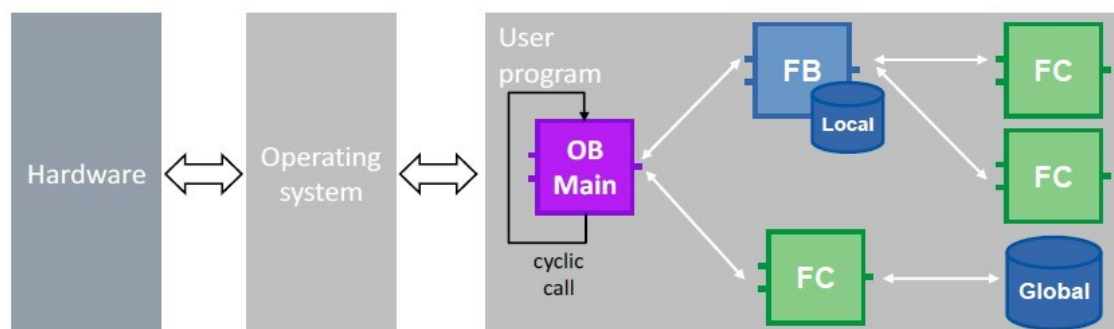 Hardware
Operating
system
User
program
OB
Main
cyclic
call
FB
Local
FC
FC
FC
Global